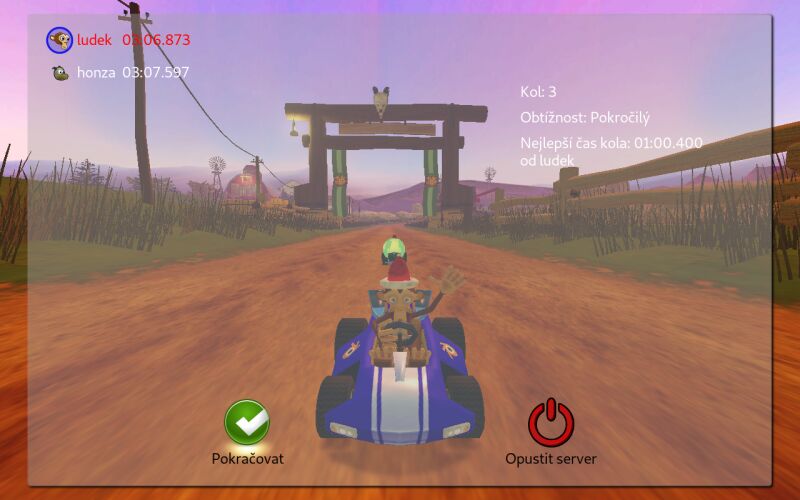 ludek 03:06.873
honza 03:07.597
Kol: 3
Obtížnost: Pokročilý
Nejlepší čas kola: 01:00.400
od ludek
Pokračovat
Opustit server